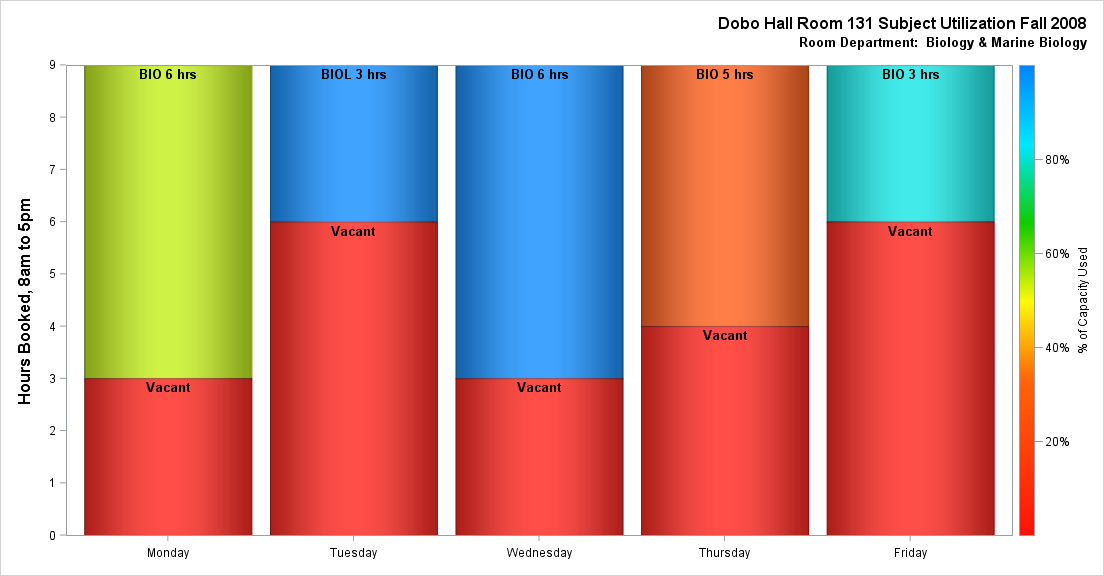 Dobo Hall Room 131 Subject Utilization Fall 2008
Room Department: Biology & Marine Biology
Hours Booked, 8am to 5pm
9
8
7
6
5
4
3
2
1
0
BIO 6 hrs
Vacant
BIOL 3 hrs
Vacant
BIO 6 hrs
Vacant
BIO 5 hrs
Vacant
BIO 3 hrs
Vacant
Monday
Tuesday
Wednesday
Thursday
Friday
80%
60%
40%
20%
% of Capacity Used